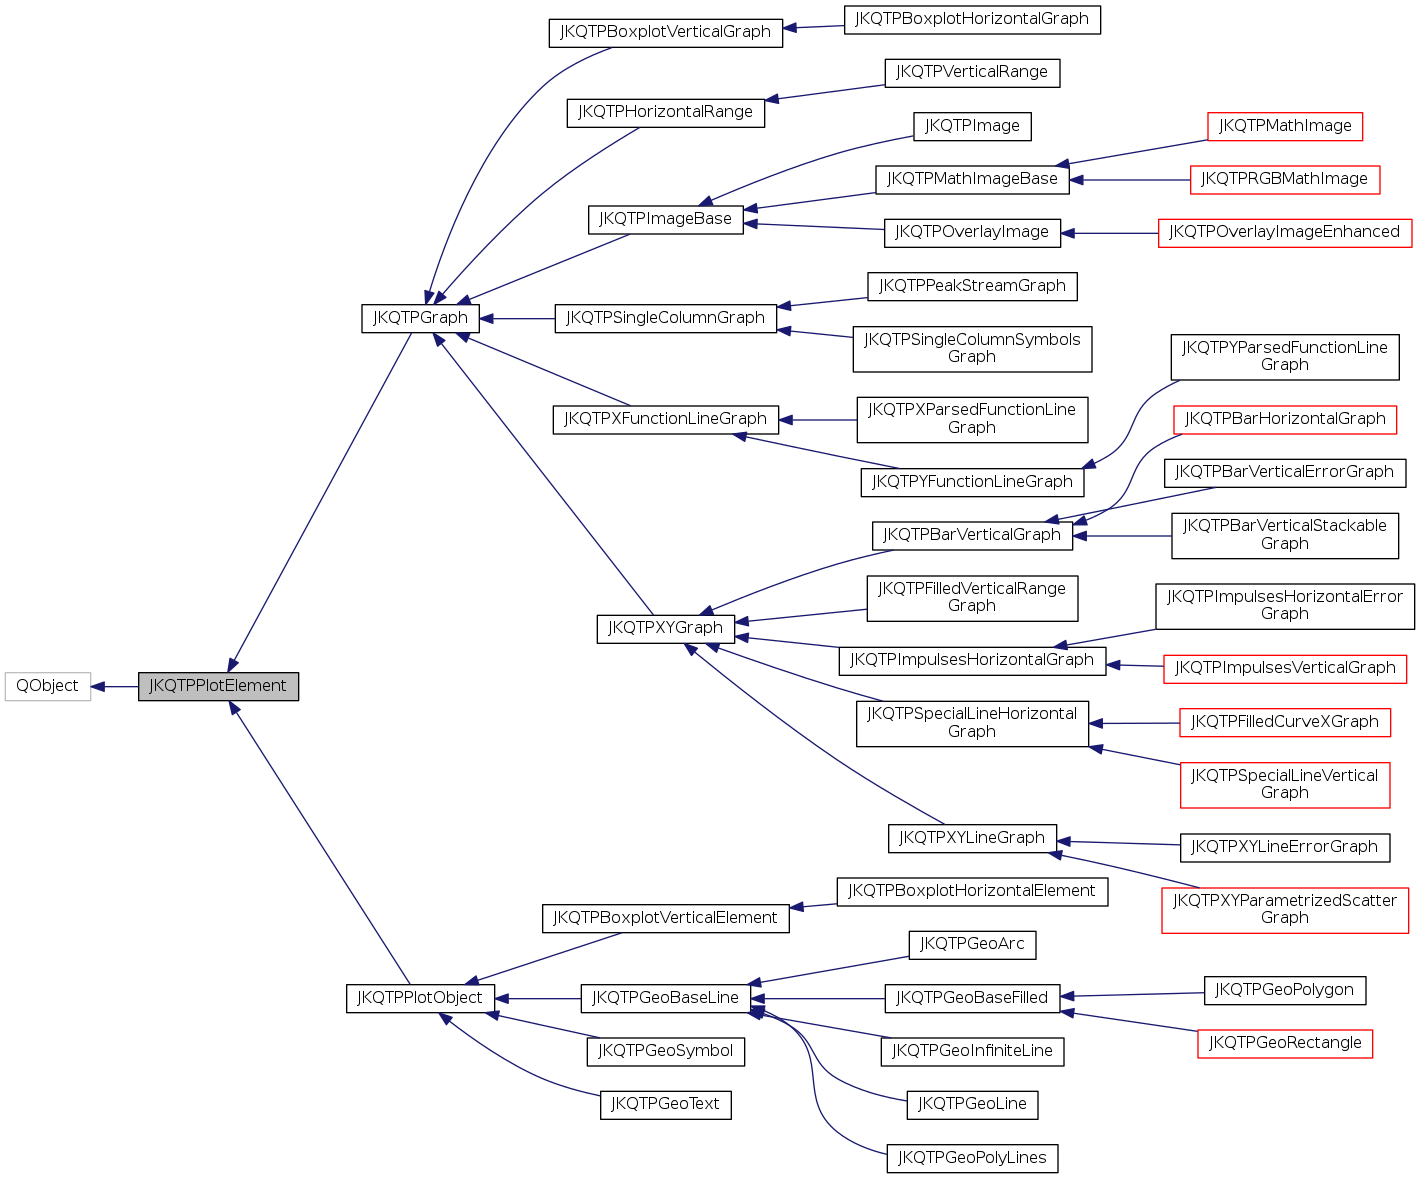 JKQTPBoxplotHorizontalGraph
JKQTPBoxplotVerticalGraph
JKQTPVerticalRange
JKQTPHorizontalRange
JKQTPImage
JKQTPMathImage
JKQTPMathImageBase
JKQTPRGBMathImage
JKQTPImageBase
JKQTPOverlayImage
JKQTPOverlayImageEnhanced
JKQTPPeakStreamGraph
JKQTPGraph
JKQTPSingleColumnGraph
JKQTPSingleColumnSymbols
Graph
JKQTPYParsedFunctionLine
Graph
JKQTPXParsedFunctionLine
Graph
JKQTPXFunctionLineGraph
JKQTPBarHorizontalGraph
JKQTPYFunctionLineGraph
JKQTPBarVerticalErrorGraph
JKQTPBarVerticalGraph
JKQTPBarVerticalStackable
Graph
JKQTPFilledVerticalRange
Graph
JKQTPImpulsesHorizontalError
Graph
JKQTPXYGraph
JKQTPImpulsesHorizontalGraph
JKQTPImpulsesVerticalGraph
QObject
JKQTPPlotElement
JKQTPSpecialLineHorizontal
Graph
JKQTPFilledCurveXGraph
JKQTPSpecialLineVertical
Graph
JKQTPXYLineGraph
JKQTPXYLineErrorGraph
JKQTPXYParametrizedScatter
Graph
JKQTPBoxplotHorizontalElement
JKQTPBoxplotVerticalElement
JKQTPGeoArc
JKQTPPlotObject
JKQTPGeoBaseLine
JKQTPGeoBaseFilled
JKQTPGeoPolygon
JKQTPGeoSymbol
JKQTPGeoInfiniteLine
JKQTPGeoRectangle
JKQTPGeoText
JKQTPGeoLine
JKQTPGeoPolyLines